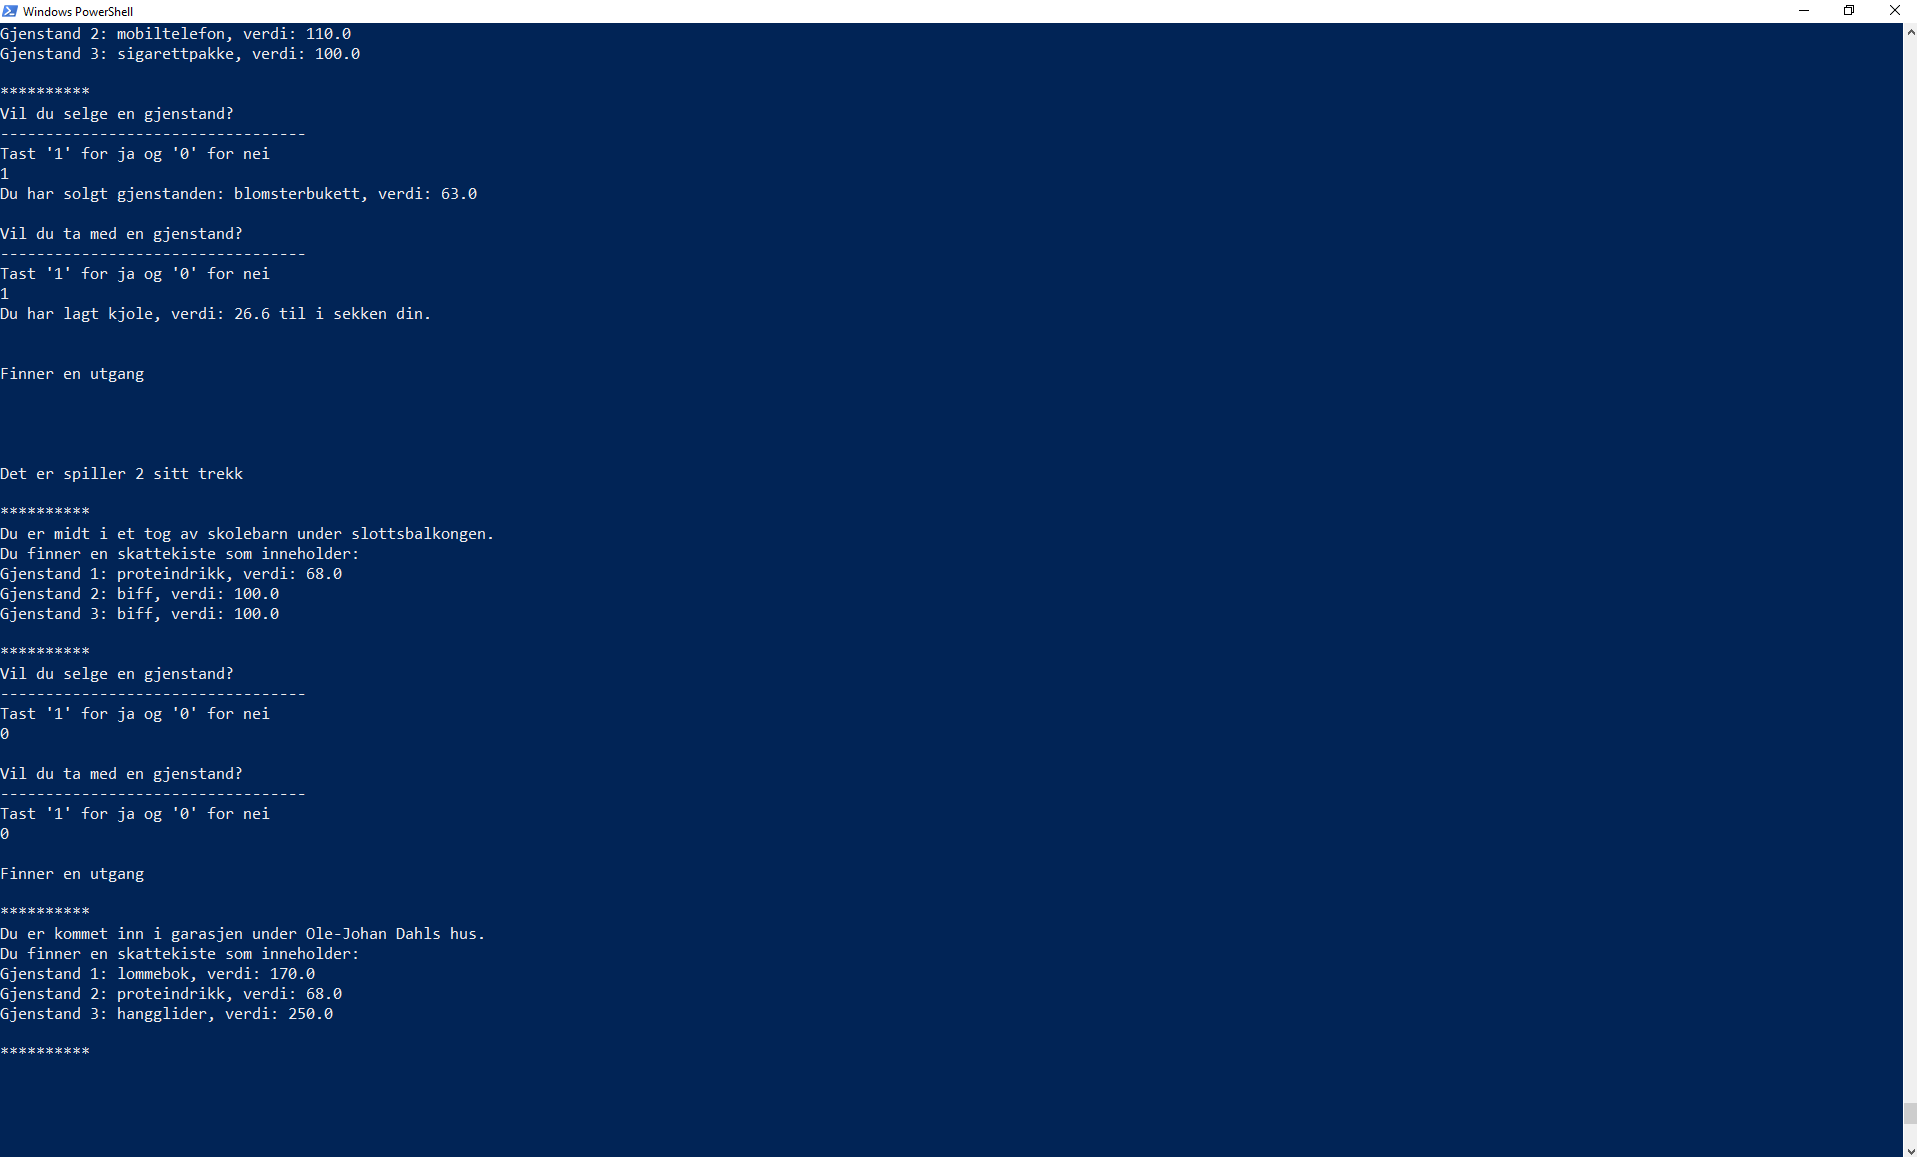 Windows PowerShell
Gjenstand 2: mobiltelefon, verdi: 110.0
Gjenstand 3: sigarettpakke, verdi: 100.0
**********
Vil du selge en gjenstand?
----------------------------------
Tast '1' for ja og '0' for nei
1
Du har solgt gjenstanden: blomsterbukett, verdi: 63.0
Vil du ta med en gjenstand?
----------------------------------
Tast '1' for ja og '0' for nei
1
Du har lagt kjole, verdi: 26.6 til i sekken din.
Finner en utgang
Det er spiller 2 sitt trekk
**********
Du er midt i et tog av skolebarn under slottsbalkongen.
Du finner en skattekiste som inneholder:
Gjenstand 1: proteindrikk, verdi: 68.0
Gjenstand 2: biff, verdi: 100.0
Gjenstand 3: biff, verdi: 100.0
**********
Vil du selge en gjenstand?
----------------------------------
Tast '1' for ja og '0' for nei
0
Vil du ta med en gjenstand?
----------------------------------
Tast '1' for ja og '0' for nei
0
Finner en utgang
**********
Du er kommet inn i garasjen under Ole-Johan Dahls hus.
Du finner en skattekiste som inneholder:
Gjenstand 1: lommebok, verdi: 170.0
Gjenstand 2: proteindrikk, verdi: 68.0
Gjenstand 3: hangglider, verdi: 250.0
**********